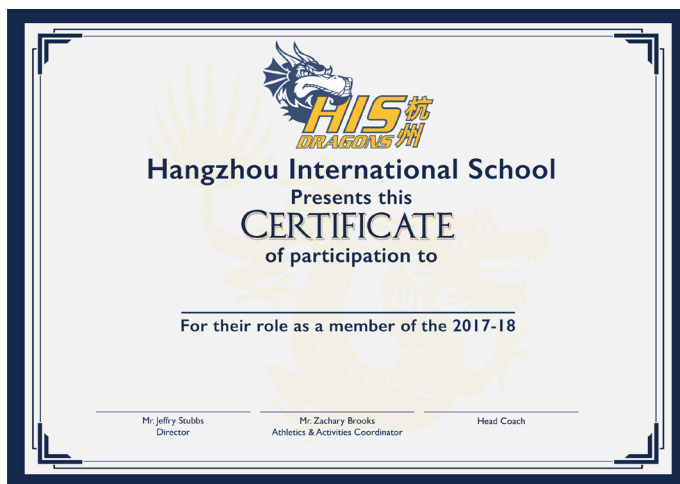 HIS 杭州
DRAGONS
Hangzhou International School
Presents this
CERTIFICATE
of participation to
For their role as a member of the 2017-18
Mr. Jeffry Stubbs Mr. Zachary Brooks Head Coach
Director Athletics & Activities Coordinator